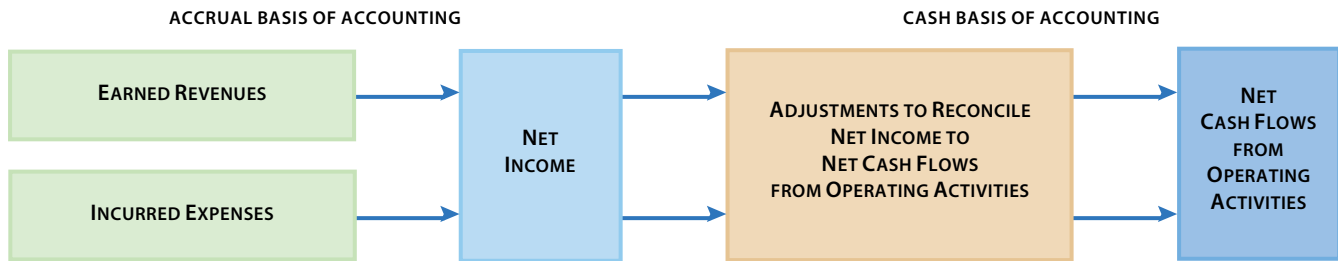 ACCRUAL BASIS OF ACCOUNTING
CASH BASIS OF ACCOUNTING
EARNED REVENUES
INCURRED EXPENSES
NET
INCOME
ADJUSTMENTS TO RECONCILE
NET INCOME TO
NET CASH FLOWS
FROM OPERATING ACTIVITIES
NET
CASH FLOWS
FROM
OPERATING
ACTIVITIES